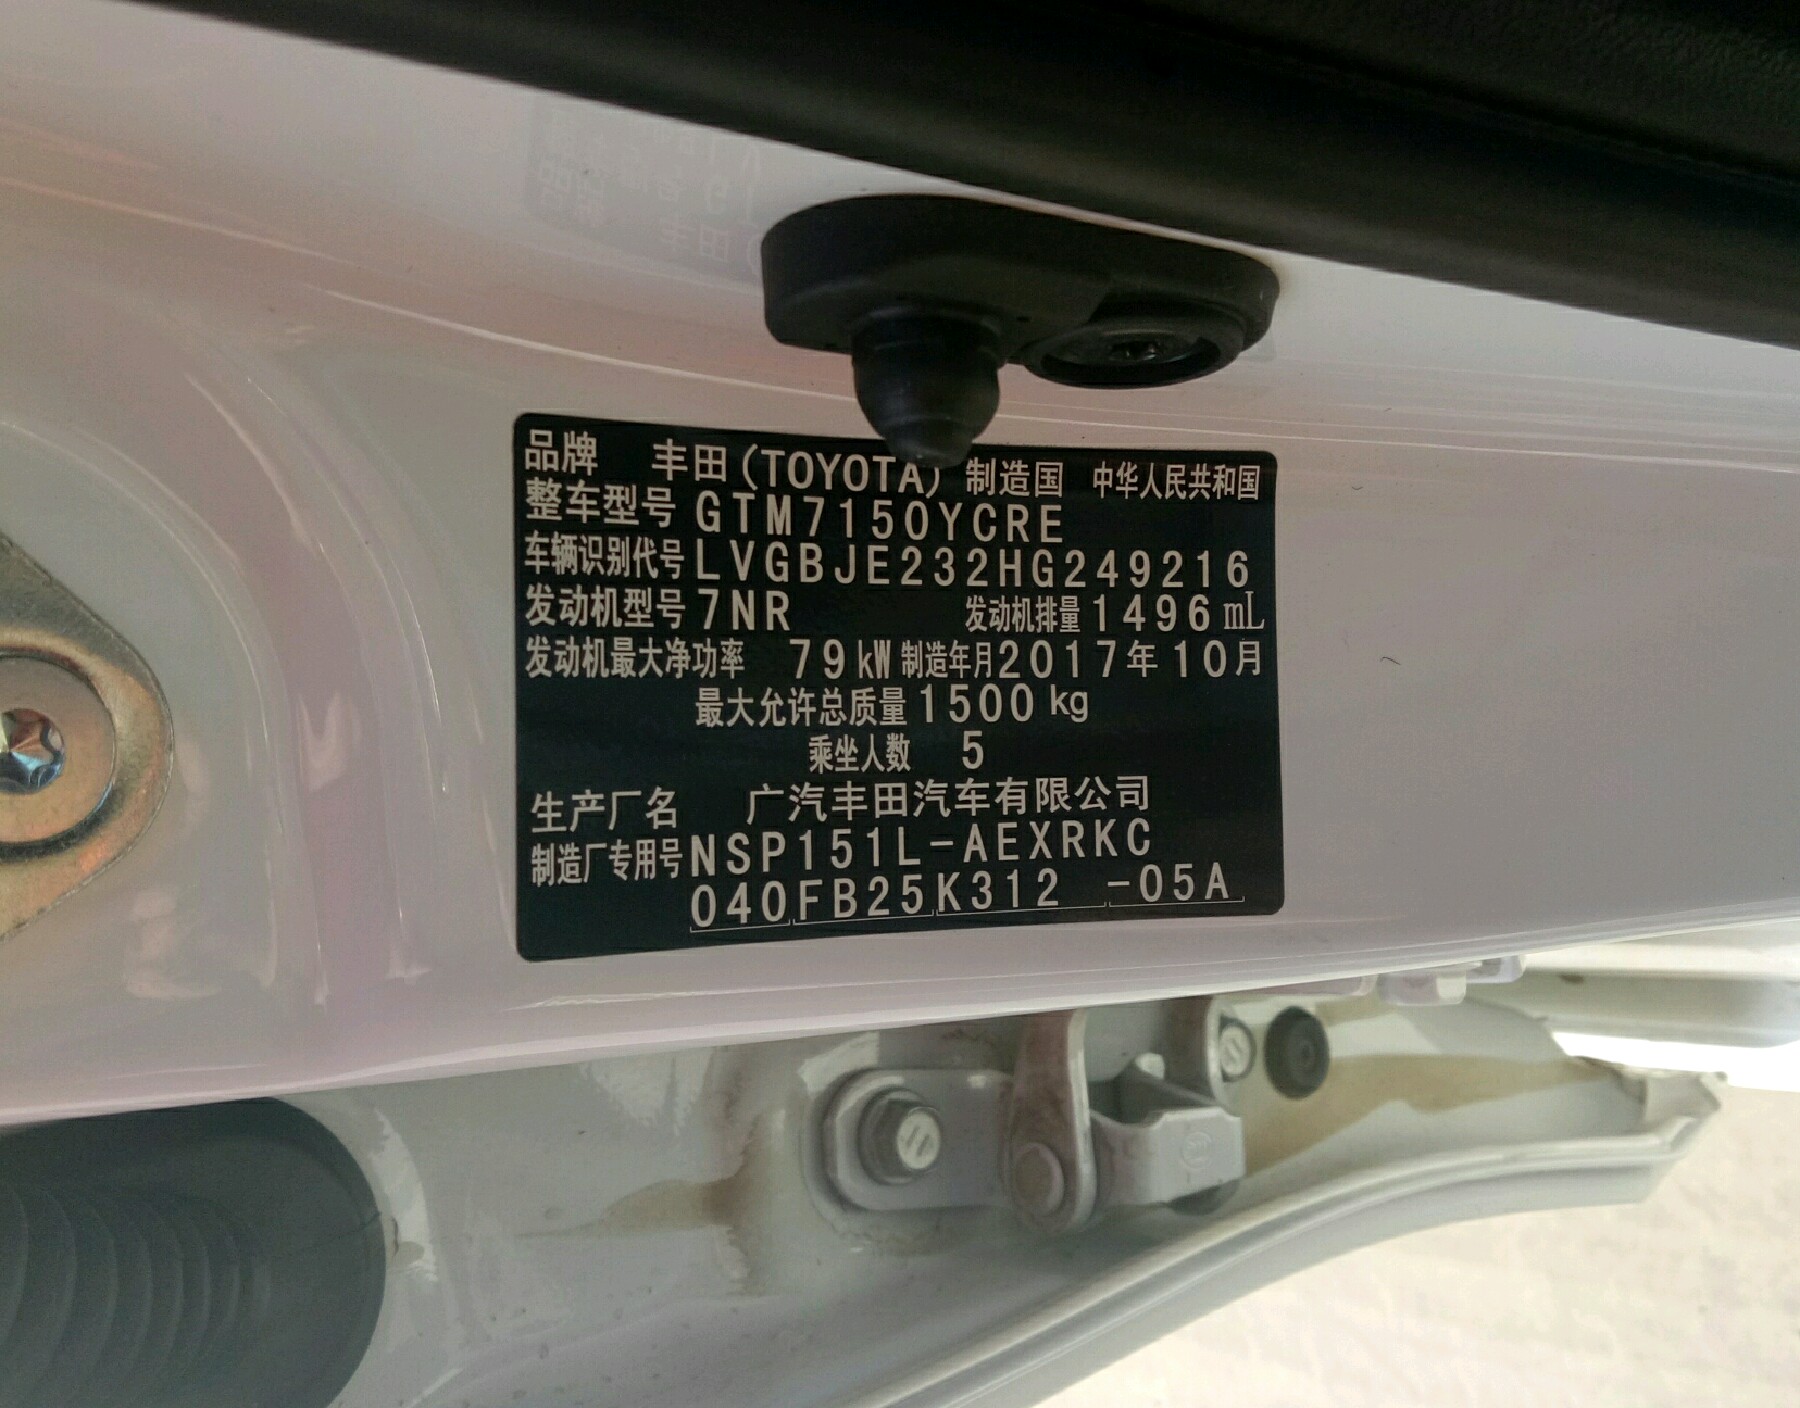 品牌 丰田(TOYOTA) 制造国 中华人民共和国
整车型号 GTM7150YCRE
车辆识别代号 LVGBJE232HG249216
发动机型号 7NR 发动机排量 1496 mL
发动机最大净功率 79 kW 制造年月 2017年10月
最大允许总质量 1500 kg
乘坐人数 5
生产厂名 广汽丰田汽车有限公司
制造厂专用号 NSP151L-AEXRKC
040FB25K312 -05A